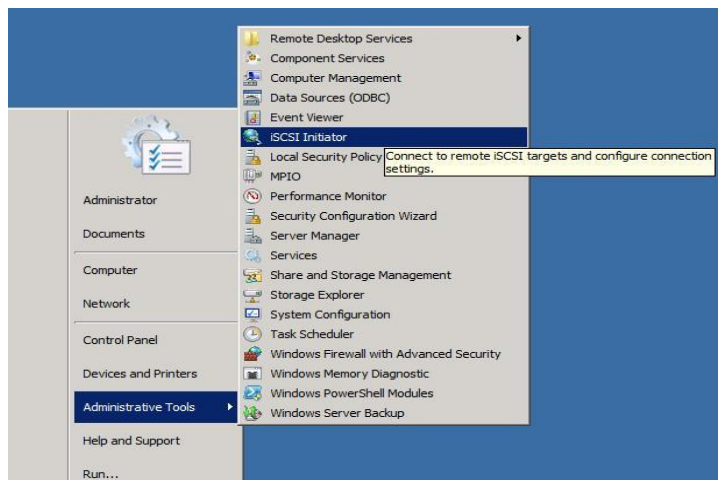 Remote Desktop Services
Component Services
Computer Management
Data Sources (ODBC)
Event Viewer
iSCSI Initiator
Local Security Policy
Connect to remote iSCSI targets and configure connection
settings.
MPIO
Performance Monitor
Security Configuration Wizard
Server Manager
Services
Share and Storage Management
Storage Explorer
System Configuration
Task Scheduler
Windows Firewall with Advanced Security
Windows Memory Diagnostic
Windows PowerShell Modules
Windows Server Backup
Administrator
Documents
Computer
Network
Control Panel
Devices and Printers
Administrative Tools
Help and Support
Run...